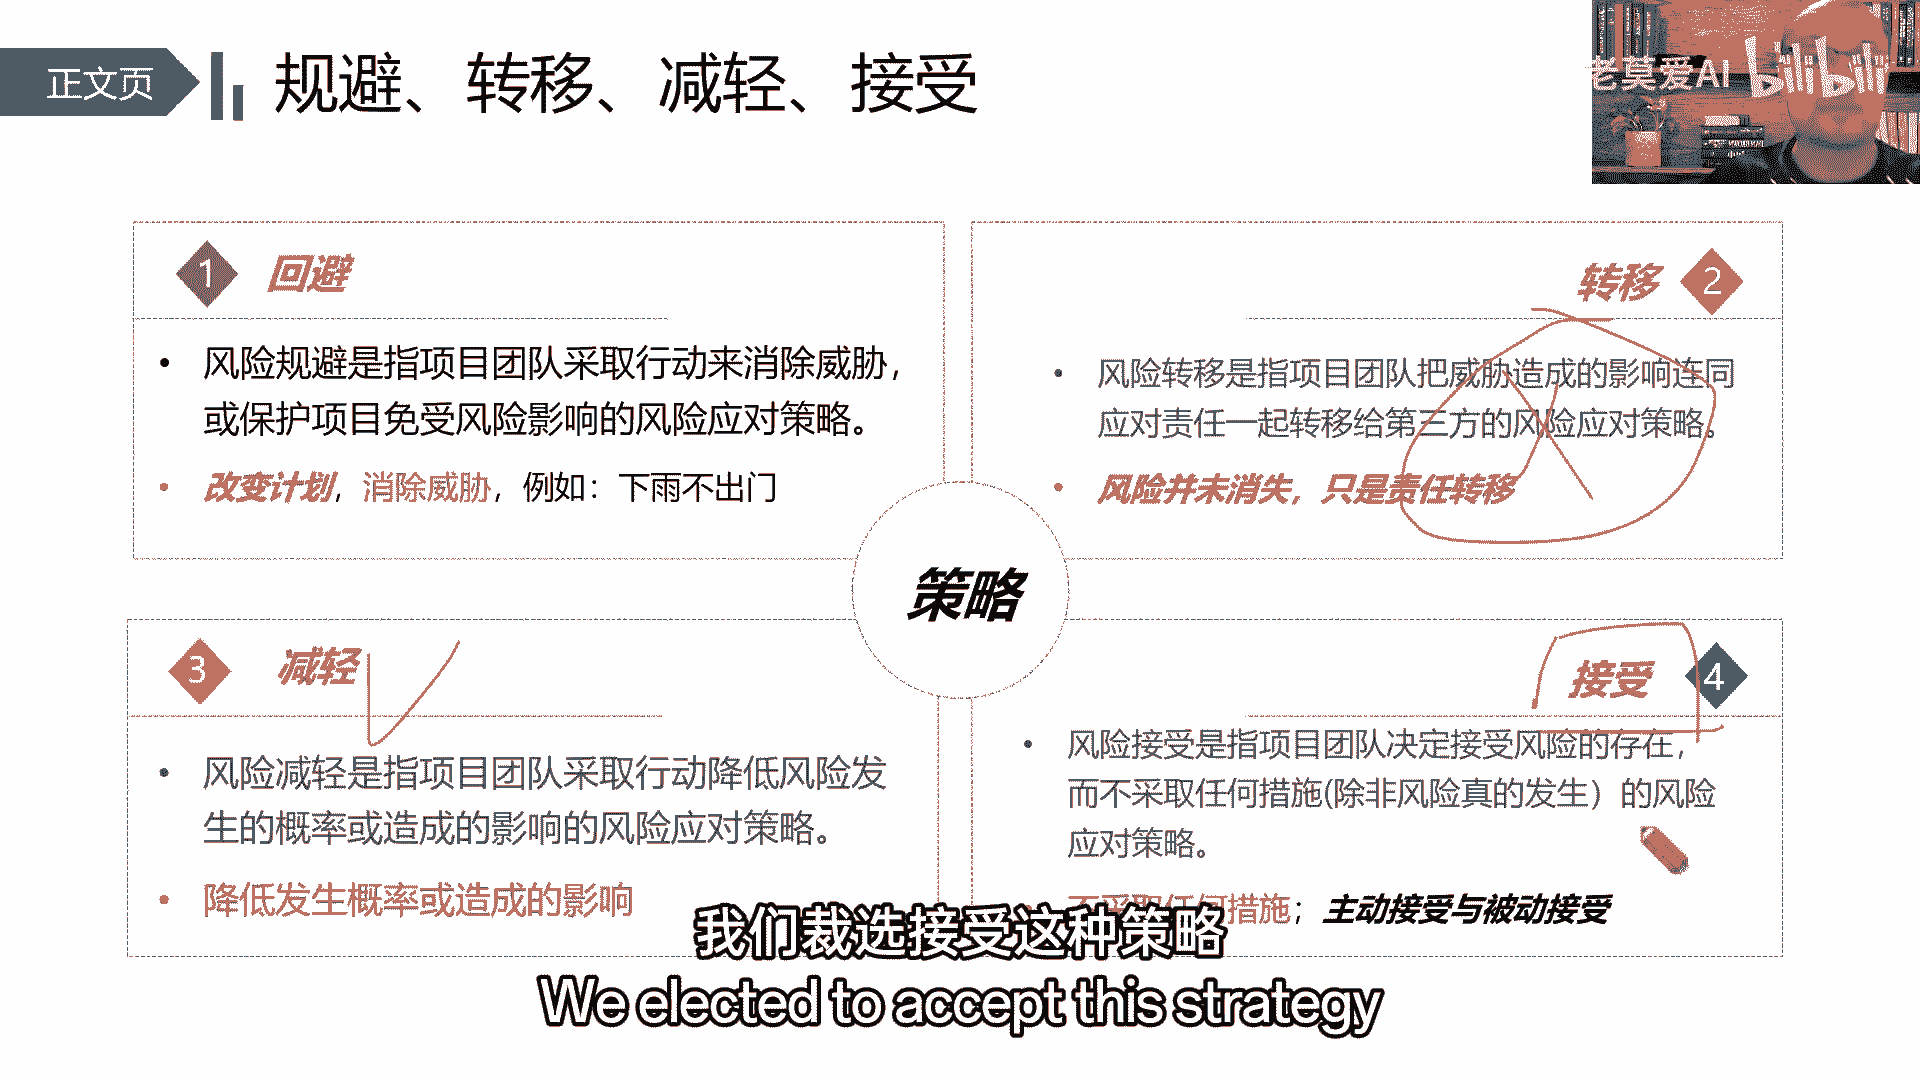 正文页
规避、转移、减轻、接受
老莫爱AI bilibili
1 回避
风险规避是指项目团队采取行动来消除威胁，
或保护项目免受风险影响的风险应对策略。
改变计划，消除威胁，例如：下雨不出门
转移 2
风险转移是指项目团队把威胁造成的影响连同
应对责任一起转移给第三方的风险应对策略。
风险并未消失，只是责任转移
策略
3 减轻
风险减轻是指项目团队采取行动降低风险发
生的概率或造成的影响的风险应对策略。
降低发生概率或造成的影响
接受 4
风险接受是指项目团队决定接受风险的存在，
而不采取任何措施(除非风险真的发生）的风险
应对策略。
不采取任何措施；主动接受与被动接受
我们裁选接受这种策略
We elected to accept this strategy